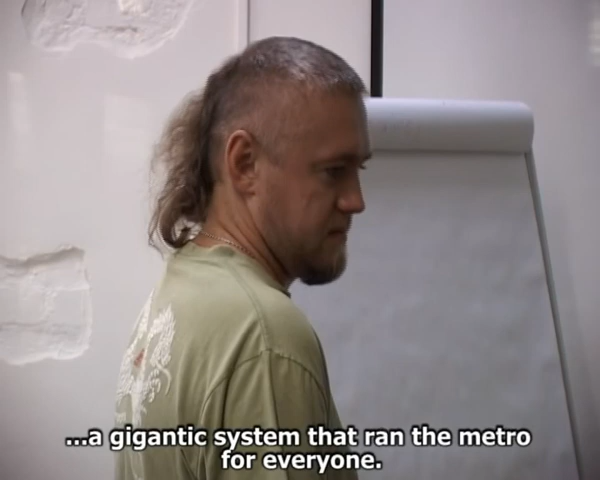 ...a gigantic system that ran the metro
for everyone.